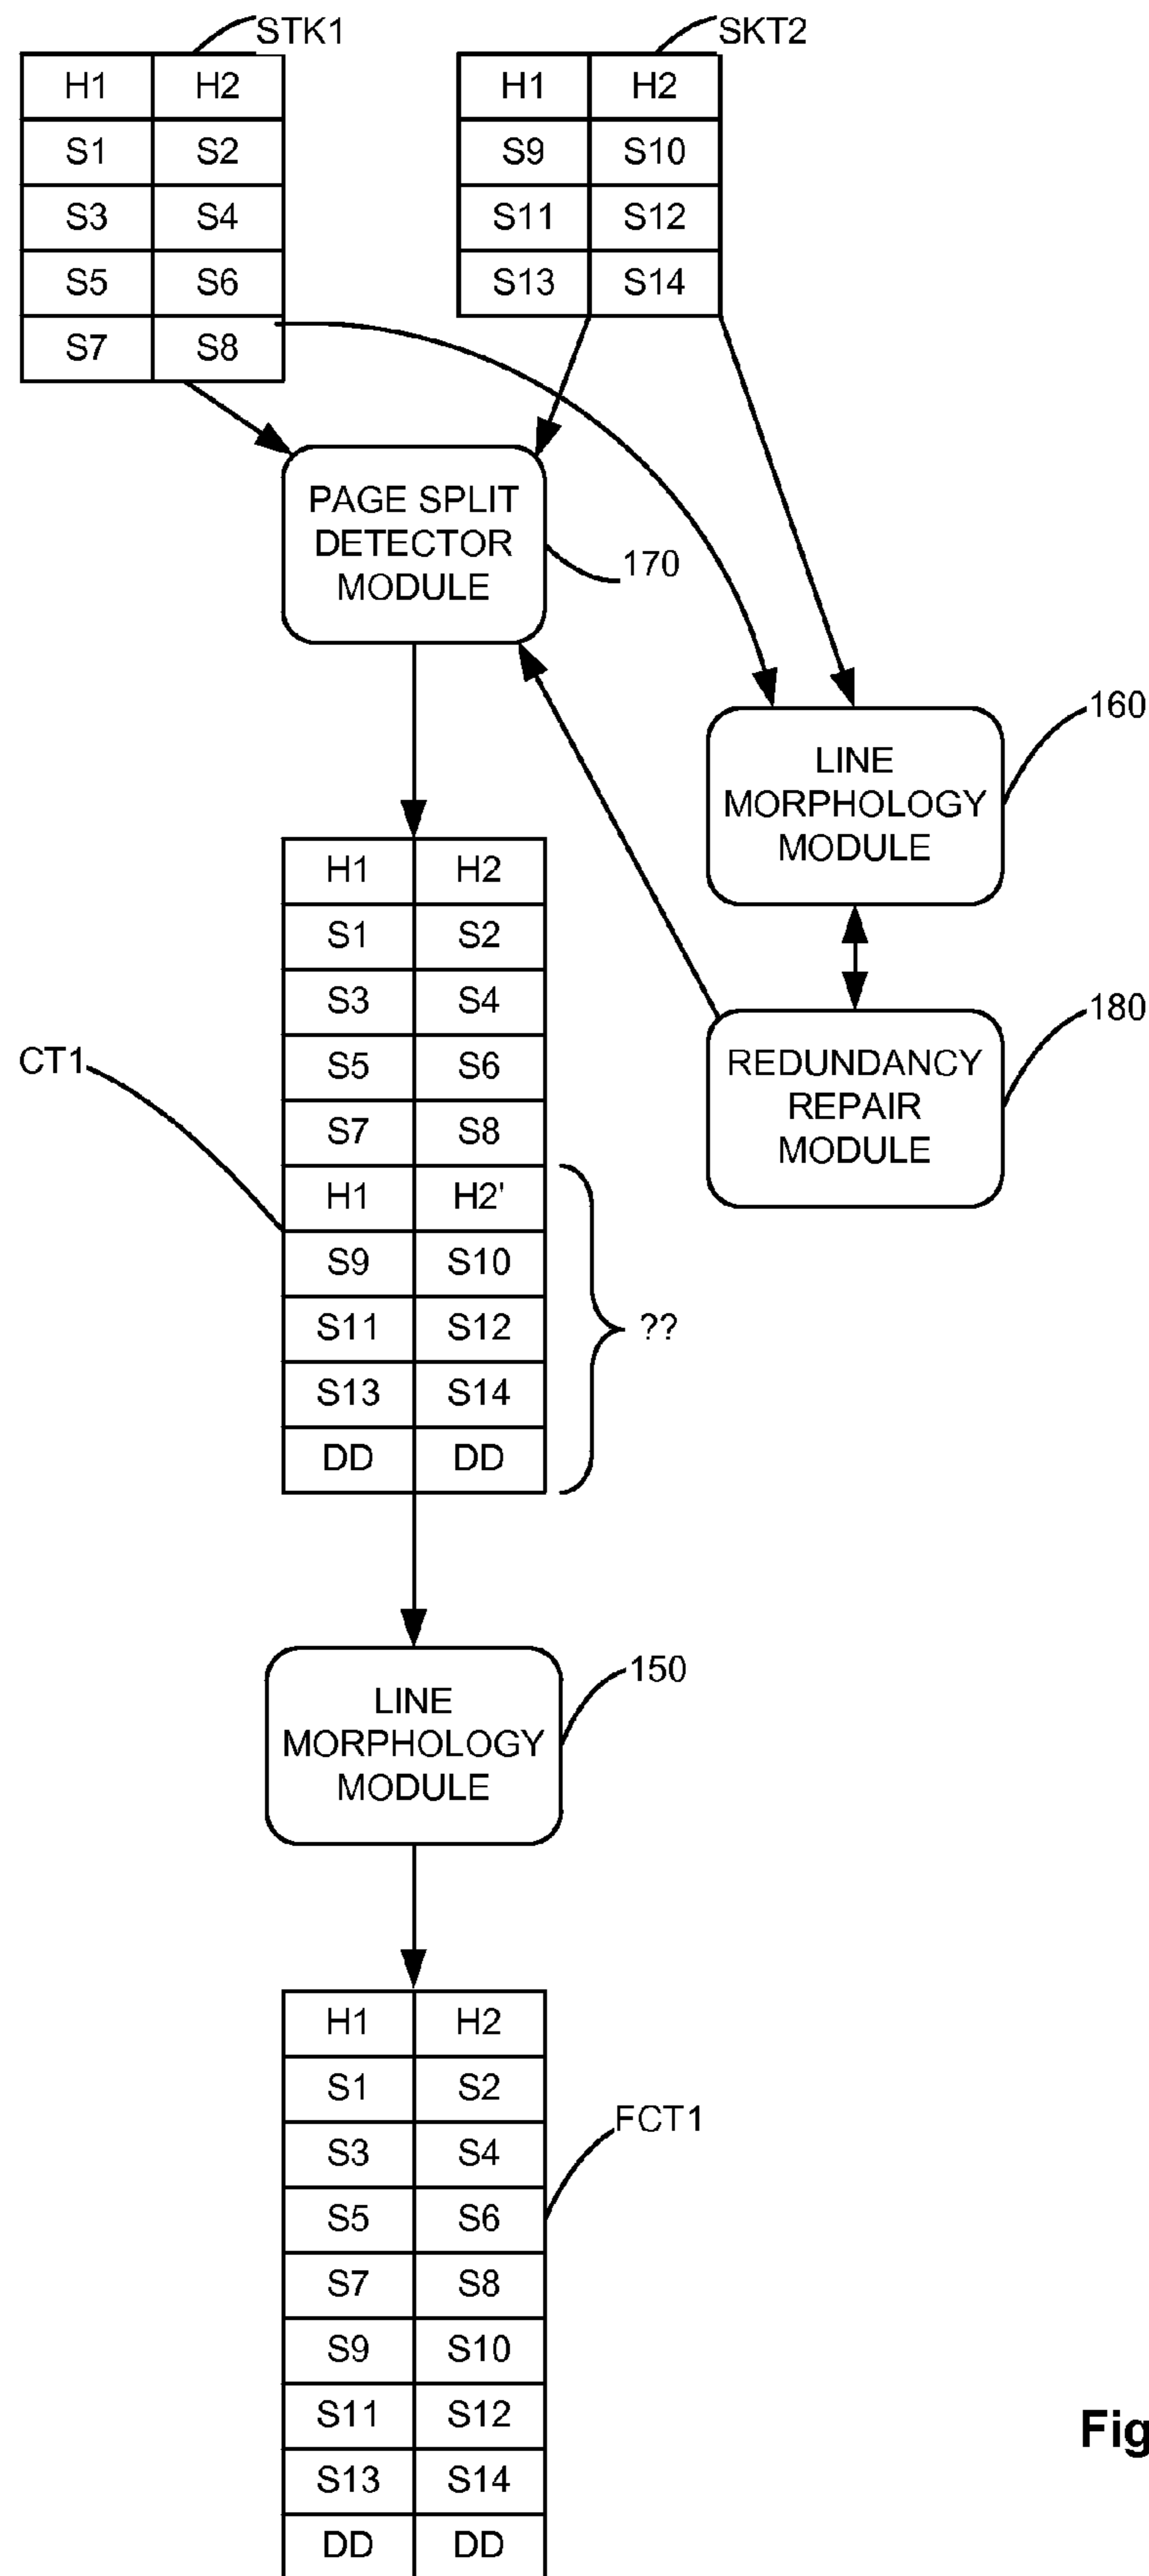 STK1
SKT2
H1 H2
S1 S2
S3 S4
S5 S6
S7 S8
H1 H2
S9 S10
S11 S12
S13 S14
PAGE SPLIT
DETECTOR
MODULE
170
LINE
MORPHOLOGY
MODULE
160
REDUNDANCY
REPAIR
MODULE
180
CT1
H1 H2
S1 S2
S3 S4
S5 S6
S7 S8
H1 H2'
S9 S10
S11 S12
S13 S14
DD DD
??
LINE
MORPHOLOGY
MODULE
150
H1 H2
S1 S2
S3 S4
S5 S6
S7 S8
S9 S10
S11 S12
S13 S14
DD DD
FCT1
Fig